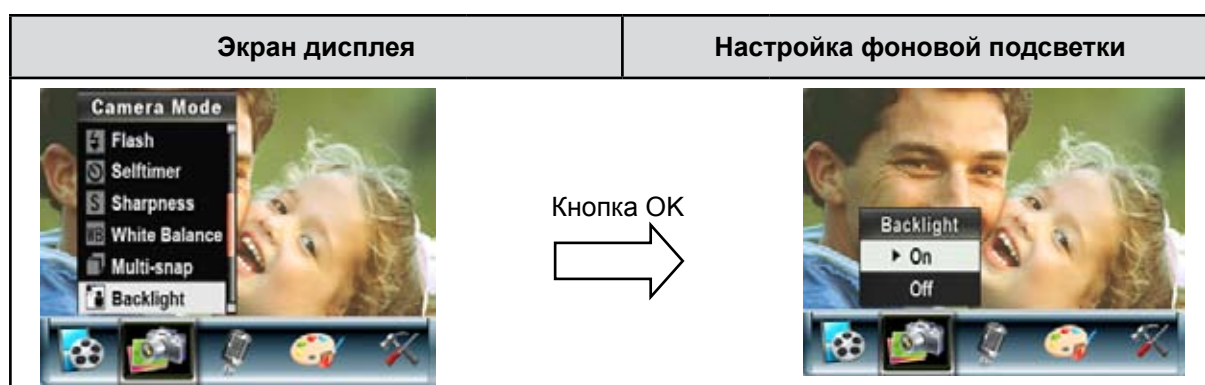 Экран дисплея
Настройка фоновой подсветки
Camera Mode
Flash
Selftimer
S Sharpness
WB White Balance
Multi-snap
Backlight
Кнопка OK
Backlight
On
Off